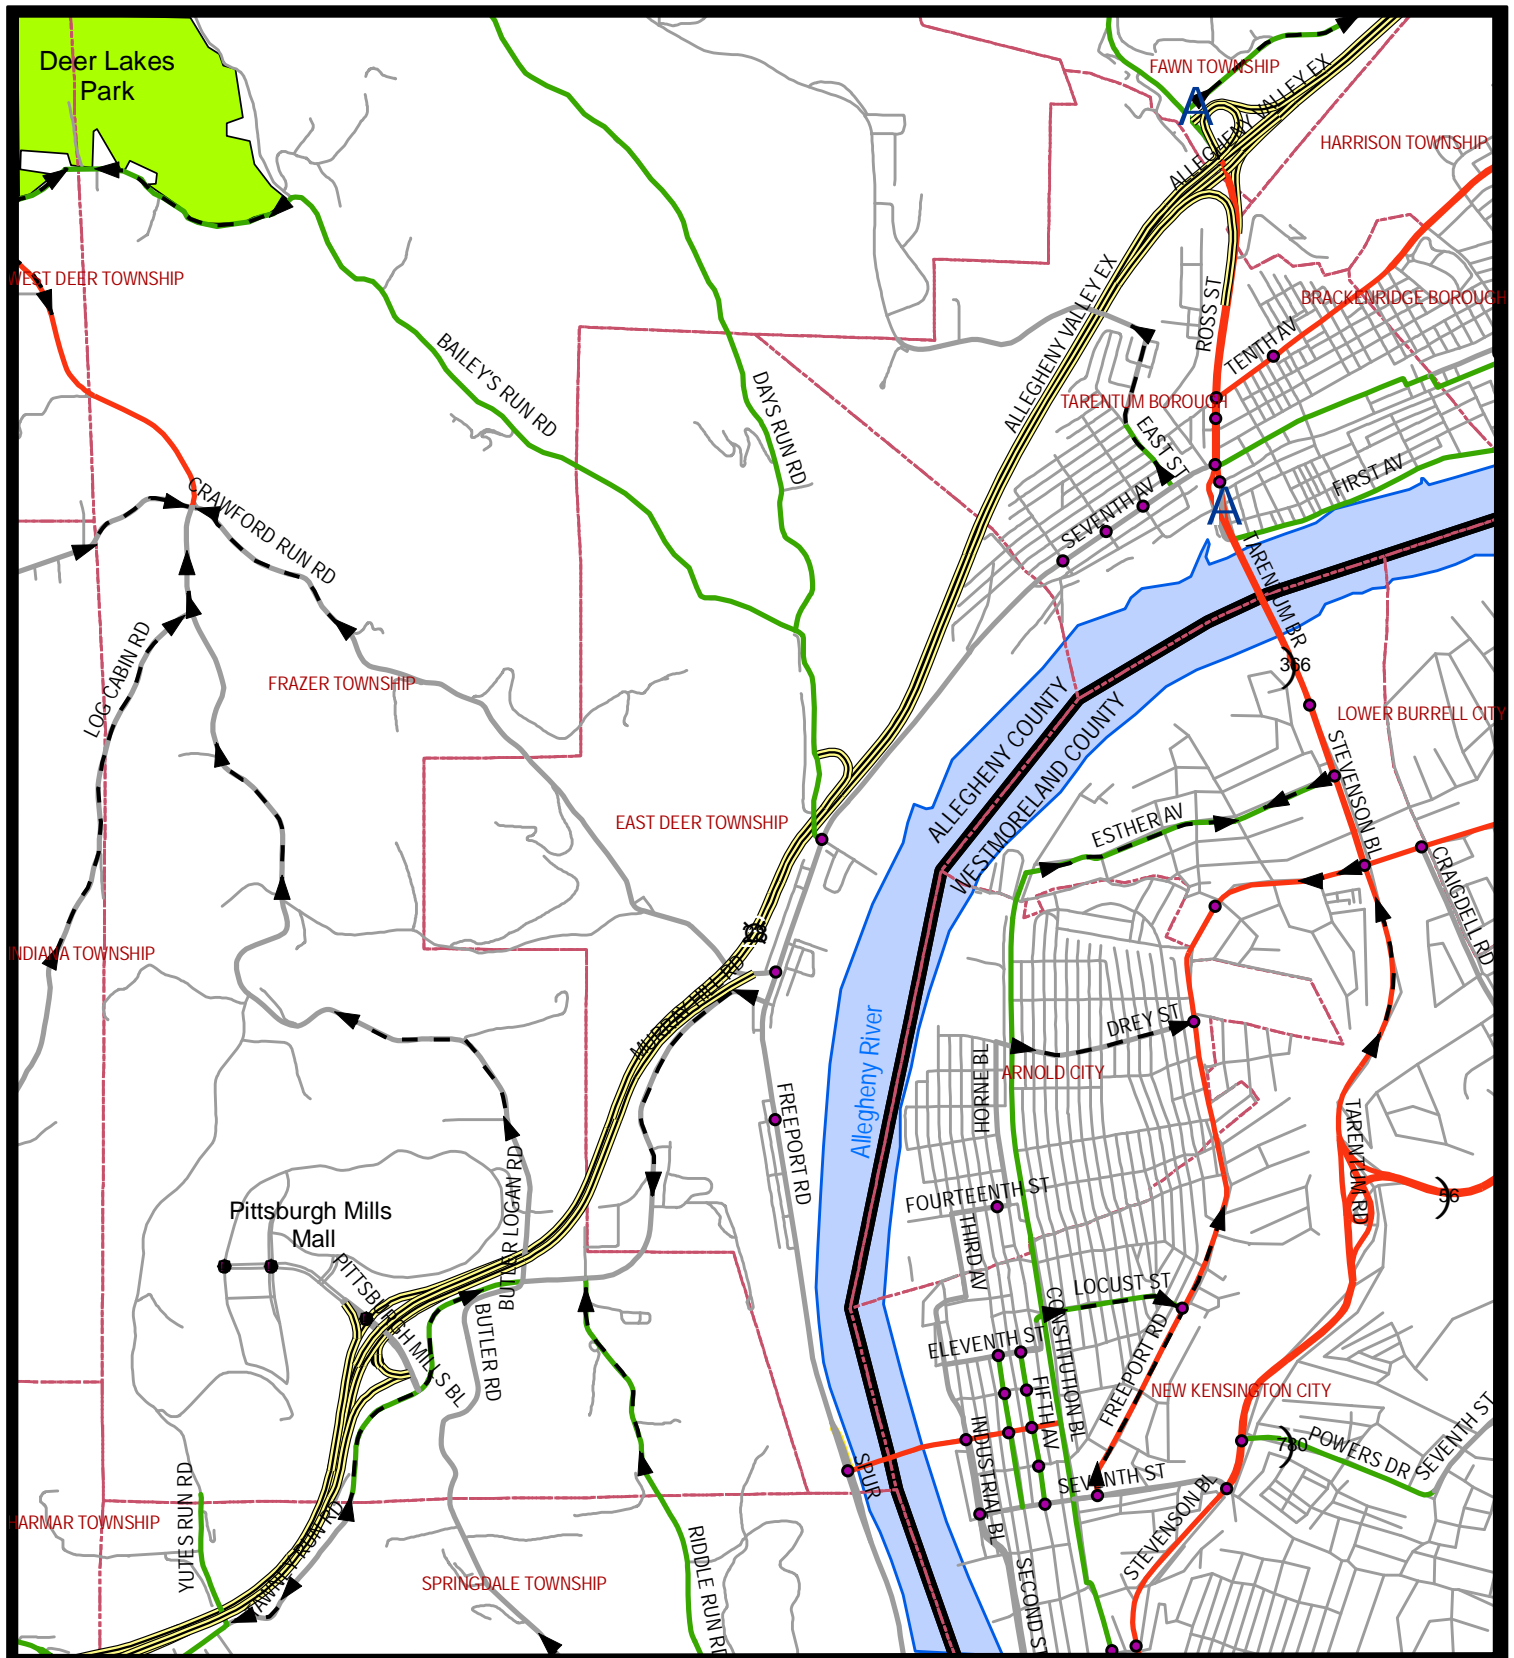 Deer Lakes
Park
FAWN TOWNSHIP
A
ALLEGHENY VALLEY EX
HARRISON TOWNSHIP
WEST DEER TOWNSHIP
ALLEGHENY VALLEY EX
ROSS ST
BRACKENRIDGE BOROUGH
TENTH AV
BAILEY'S RUN RD
DAYS RUN RD
TARENTUM BOROUGH
EAST ST
FIRST AV
SEVENTH AV
A
CRAWFORD RUN RD
TARENTUM BR
LOG CABIN RD
366
FRAZER TOWNSHIP
ALLEGHENY COUNTY
WESTMORELAND COUNTY
LOWER BURRELL CITY
STEVENSON BL
EAST DEER TOWNSHIP
ESTHER AV
CRAIGDELL RD
INDIANA TOWNSHIP
MURRAY HILL RD
DREY ST
Allegheny River
HORNE BL
ARNOLD CITY
FREEPORT RD
TARENTUM RD
BUTLER LOGAN RD
FOURTEENTH ST
56
Pittsburgh Mills
Mall
THIRD AV
PITTSBURGH MILLS BL
LOCUST ST
CONSTITUTION BL
BUTLER RD
ELEVENTH ST
FREEPORT RD
FIFTH AV
NEW KENSINGTON CITY
INDUSTRIAL BL
780
POWERS DR
SEVENTH ST
SPUR
SEVENTH ST
YUTES RUN RD
HARMAR TOWNSHIP
TAWNEY RUN RD
STEVENSON BL
RIDDLE RUN RD
SPRINGDALE TOWNSHIP
SECOND ST